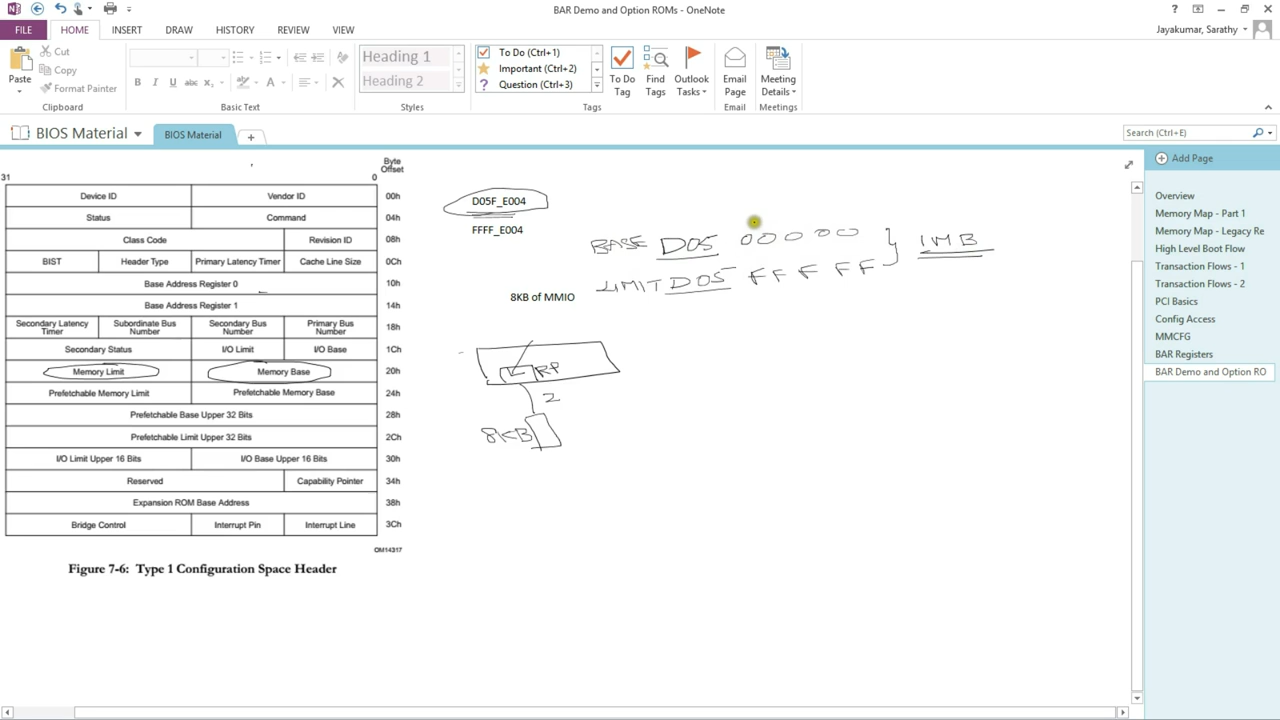 BAR Demo and Option ROMs - OneNote
FILE HOME INSERT DRAW HISTORY REVIEW VIEW
Jayakumar, Sarathy
Paste
Cut
Copy
Format Painter
Clipboard
B I U abc X₂ A
Basic Text
Heading 1
Heading 2
Styles
To Do (Ctrl+1)
Important (Ctrl+2)
Question (Ctrl+3)
To Do Tag
Find Tags
Outlook Tasks
Tags
Email Page
Email
Meeting Details
Meetings
BIOS Material
BIOS Material
Search (Ctrl+E)
Byte
Offset
31 0
Device ID Vendor ID 00h
Status Command 04h
Class Code Revision ID 08h
BIST Header Type Primary Latency Timer Cache Line Size 0Ch
Base Address Register 0 10h
Base Address Register 1 14h
Secondary Latency Timer Subordinate Bus Number Secondary Bus Number Primary Bus Number 18h
Secondary Status I/O Limit I/O Base 1Ch
Memory Limit Memory Base 20h
Prefetchable Memory Limit Prefetchable Memory Base 24h
Prefetchable Base Upper 32 Bits 28h
Prefetchable Limit Upper 32 Bits 2Ch
I/O Limit Upper 16 Bits I/O Base Upper 16 Bits 30h
Reserved Capability Pointer 34h
Expansion ROM Base Address 38h
Bridge Control Interrupt Pin Interrupt Line 3Ch
OM14317
Figure 7-6: Type 1 Configuration Space Header
D05F_E004
FFFF_E004
BASE D05 00000 } 1MB
LIMIT D05 FFFFF
8KB of MMIO
RP
2
8KB
Add Page
Overview
Memory Map - Part 1
Memory Map - Legacy Re
High Level Boot Flow
Transaction Flows - 1
Transaction Flows - 2
PCI Basics
Config Access
MMCFG
BAR Registers
BAR Demo and Option RO